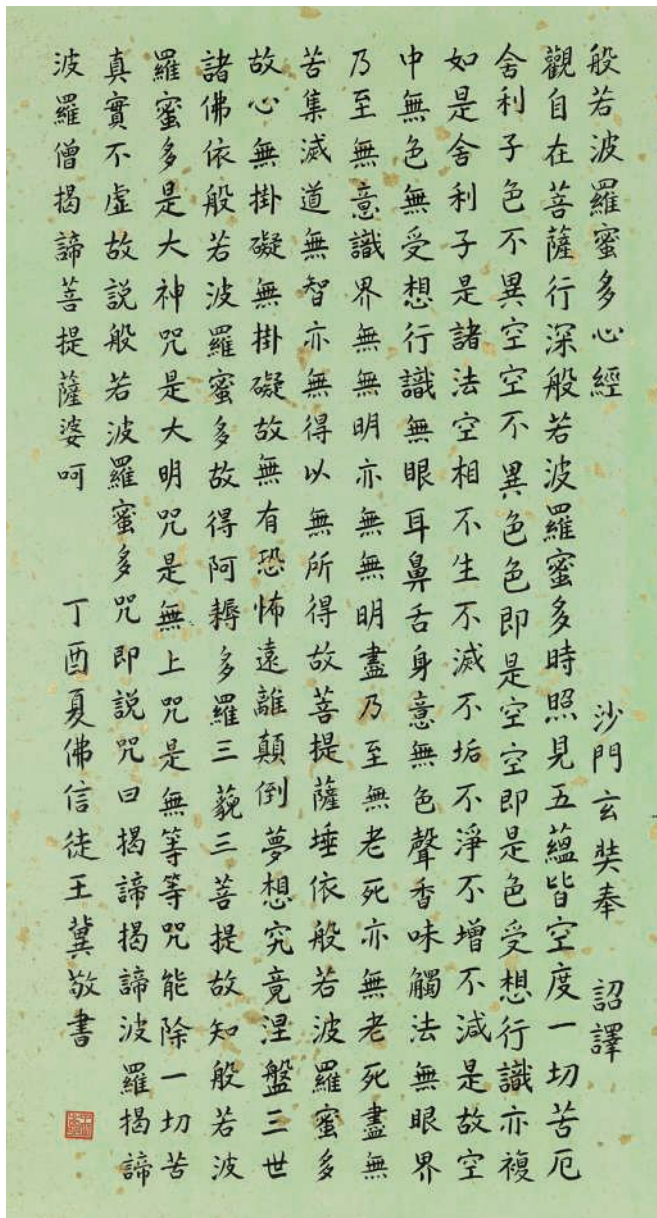 般若波羅蜜多心經 沙門玄奘奉 詔譯
觀自在菩薩行深般若波羅蜜多時照見五蘊皆空度一切苦厄
舍利子色不異空空不異色色即是空空即是色受想行識亦複
如是舍利子是諸法空相不生不滅不垢不淨不增不減是故空
中無色無受想行識無眼耳鼻舌身意無色聲香味觸法無眼界
乃至無意識界無無明亦無無明盡乃至無老死亦無老死盡無
苦集滅道無智亦無得以無所得故菩提薩埵依般若波羅蜜多
故心無掛礙無掛礙故無有恐怖遠離顛倒夢想究竟涅盤三世
諸佛依般若波羅蜜多故得阿耨多羅三藐三菩提故知般若波
羅蜜多是大神咒是大明咒是無上咒是無等等咒能除一切苦
真實不虛故說般若波羅蜜多咒即說咒曰揭諦揭諦波羅揭諦
波羅僧揭諦菩提薩婆呵 丁酉夏佛信徒王冀敬書